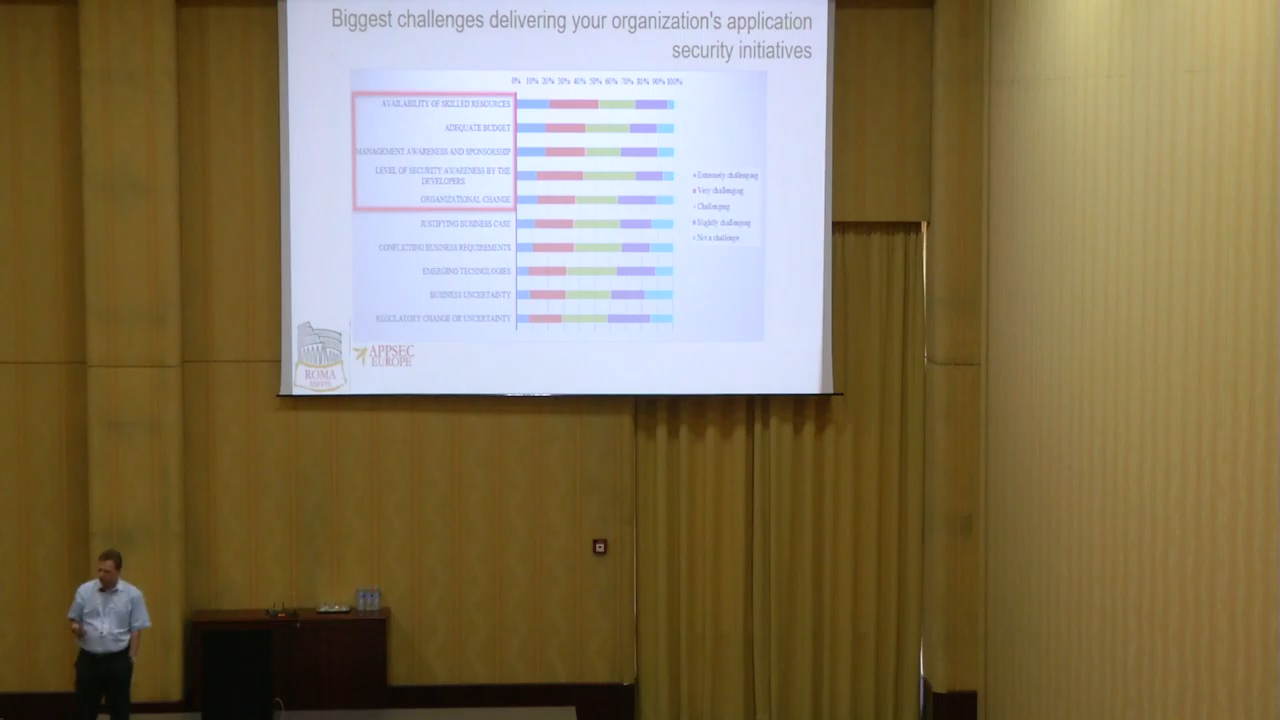 Biggest challenges delivering your organization's application
security initiatives
0% 10% 20% 30% 40% 50% 60% 70% 80% 90% 100%
AVAILABILITY OF SKILLED RESOURCES
ADEQUATE BUDGET
MANAGEMENT AWARENESS AND SPONSORSHIP
LEVEL OF SECURITY AWARENESS BY THE
DEVELOPERS
ORGANIZATIONAL CHANGE
JUSTIFYING BUSINESS CASE
CONFLICTING BUSINESS REQUIREMENTS
EMERGING TECHNOLOGIES
BUSINESS UNCERTAINTY
REGULATORY CHANGE OR UNCERTAINTY
Extremely challenging
Very challenging
Challenging
Slightly challenging
Not a challenge
ROMA
APPSEC
EUROPE